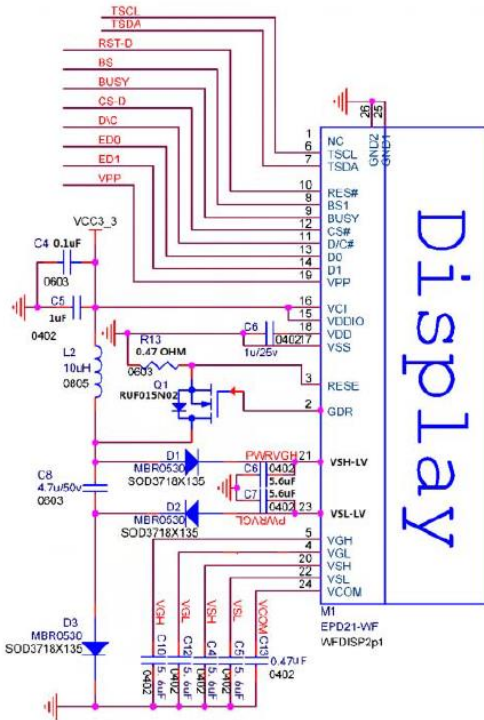 TSCL
TSDA
RST-D
BS
BUSY
CS-D
D\C
ED0
ED1
VPP
VCC3_3
C4 0.1uF
0603
C5
1uF
0402
L2
10uH
0805
R13
0.47 OHM
0603
C6
0402
1u/25v
Q1
RUF015N02
C8
4.7u/50v
0603
D1
MBR0530
SOD3718X135
D2
MBR0530
SOD3718X135
PWRVGH
C6
0402
5.6uF
C7
5.6uF
0402
PWRVGL
D3
MBR0530
SOD3718X135
VGH
VGL
VSH
VSL
VCOM
C10
5.6uF
0402
C12
5.6uF
0402
C4
5.6uF
0402
C5
5.6uF
0402
C13
0.47uF
0402
26
25
GND2
GND1
1 NC
6 TSCL
7 TSDA
10 RES#
8 BS1
9 BUSY
12 CS#
11 D/C#
13 D0
14 D1
19 VPP
16 VCI
15 VDDIO
18 VDD
17 VSS
3 RESE
2 GDR
21 VSH-LV
23 VSL-LV
5 VGH
4 VGL
20 VSH
22 VSL
24 VCOM
Display
M1
EPD21-WF
WFDISP2p1